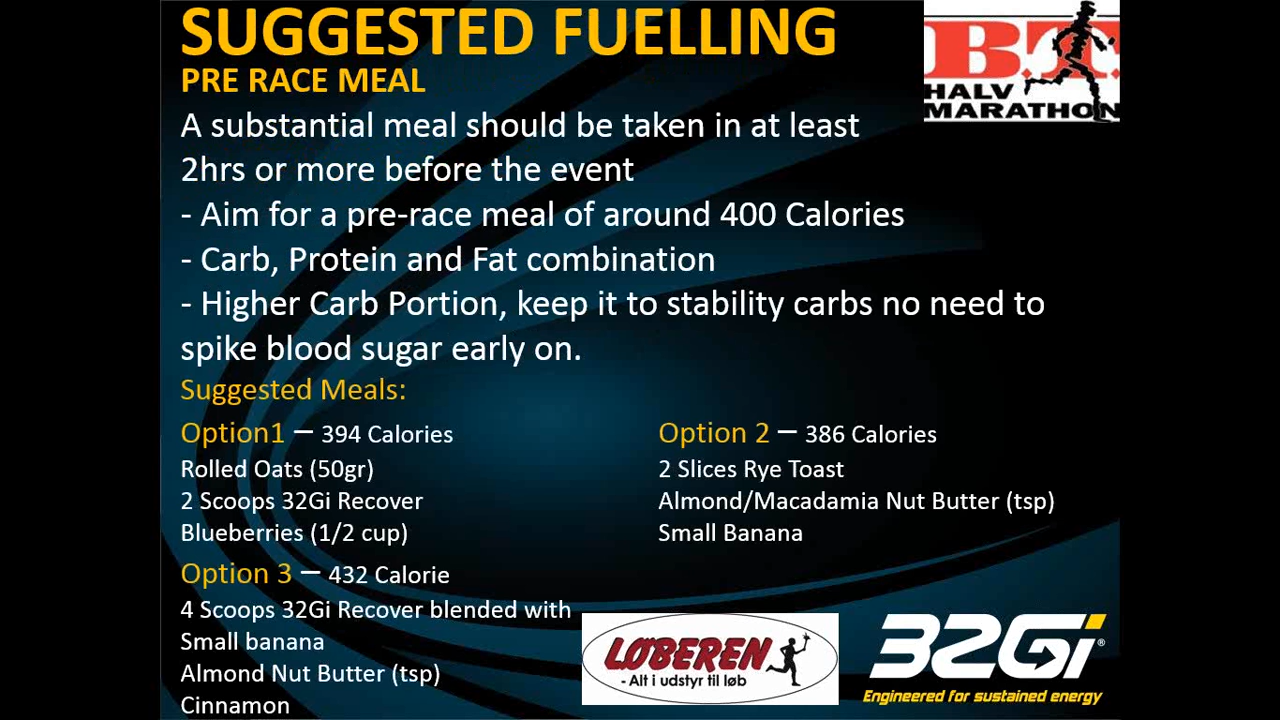 SUGGESTED FUELLING
PRE RACE MEAL
B.T.
HALV
MARATHON
A substantial meal should be taken in at least
2hrs or more before the event
- Aim for a pre-race meal of around 400 Calories
- Carb, Protein and Fat combination
- Higher Carb Portion, keep it to stability carbs no need to
spike blood sugar early on.
Suggested Meals:
Option1 – 394 Calories
Rolled Oats (50gr)
2 Scoops 32Gi Recover
Blueberries (1/2 cup)
Option 2 – 386 Calories
2 Slices Rye Toast
Almond/Macadamia Nut Butter (tsp)
Small Banana
Option 3 – 432 Calorie
4 Scoops 32Gi Recover blended with
Small banana
Almond Nut Butter (tsp)
Cinnamon
LØBEREN
- Alt i udstyr til løb
32Gi®
Engineered for sustained energy